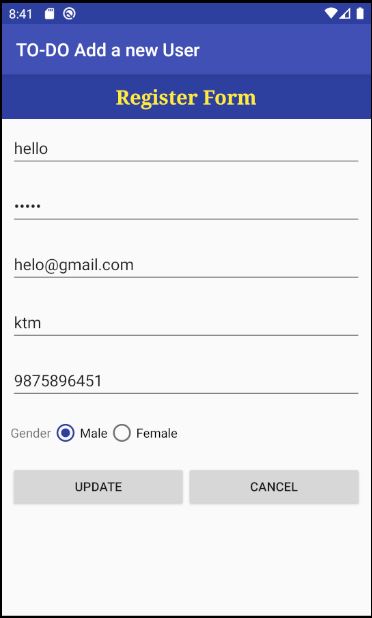 8:41
TO-DO Add a new User
Register Form
hello
•••••
helo@gmail.com
ktm
9875896451
Gender Male Female
UPDATE CANCEL